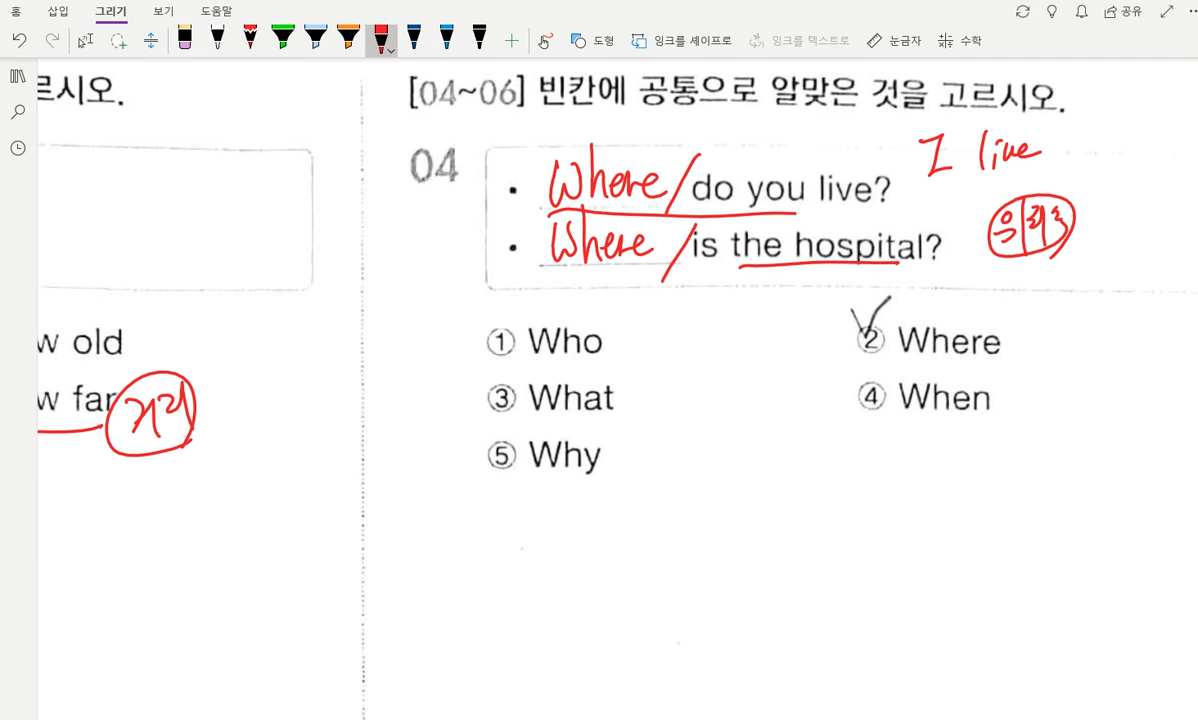 홈 삽입 그리기 보기 도움말 공유
도형 잉크를 셰이프로 잉크를 텍스트로 눈금자 수학
르시오.
w old
w far 거리
[04~06] 빈칸에 공통으로 알맞은 것을 고르시오.
04
I live
• Where / do you live?
• Where / is the hospital?
① Who
② Where
③ What
④ When
⑤ Why